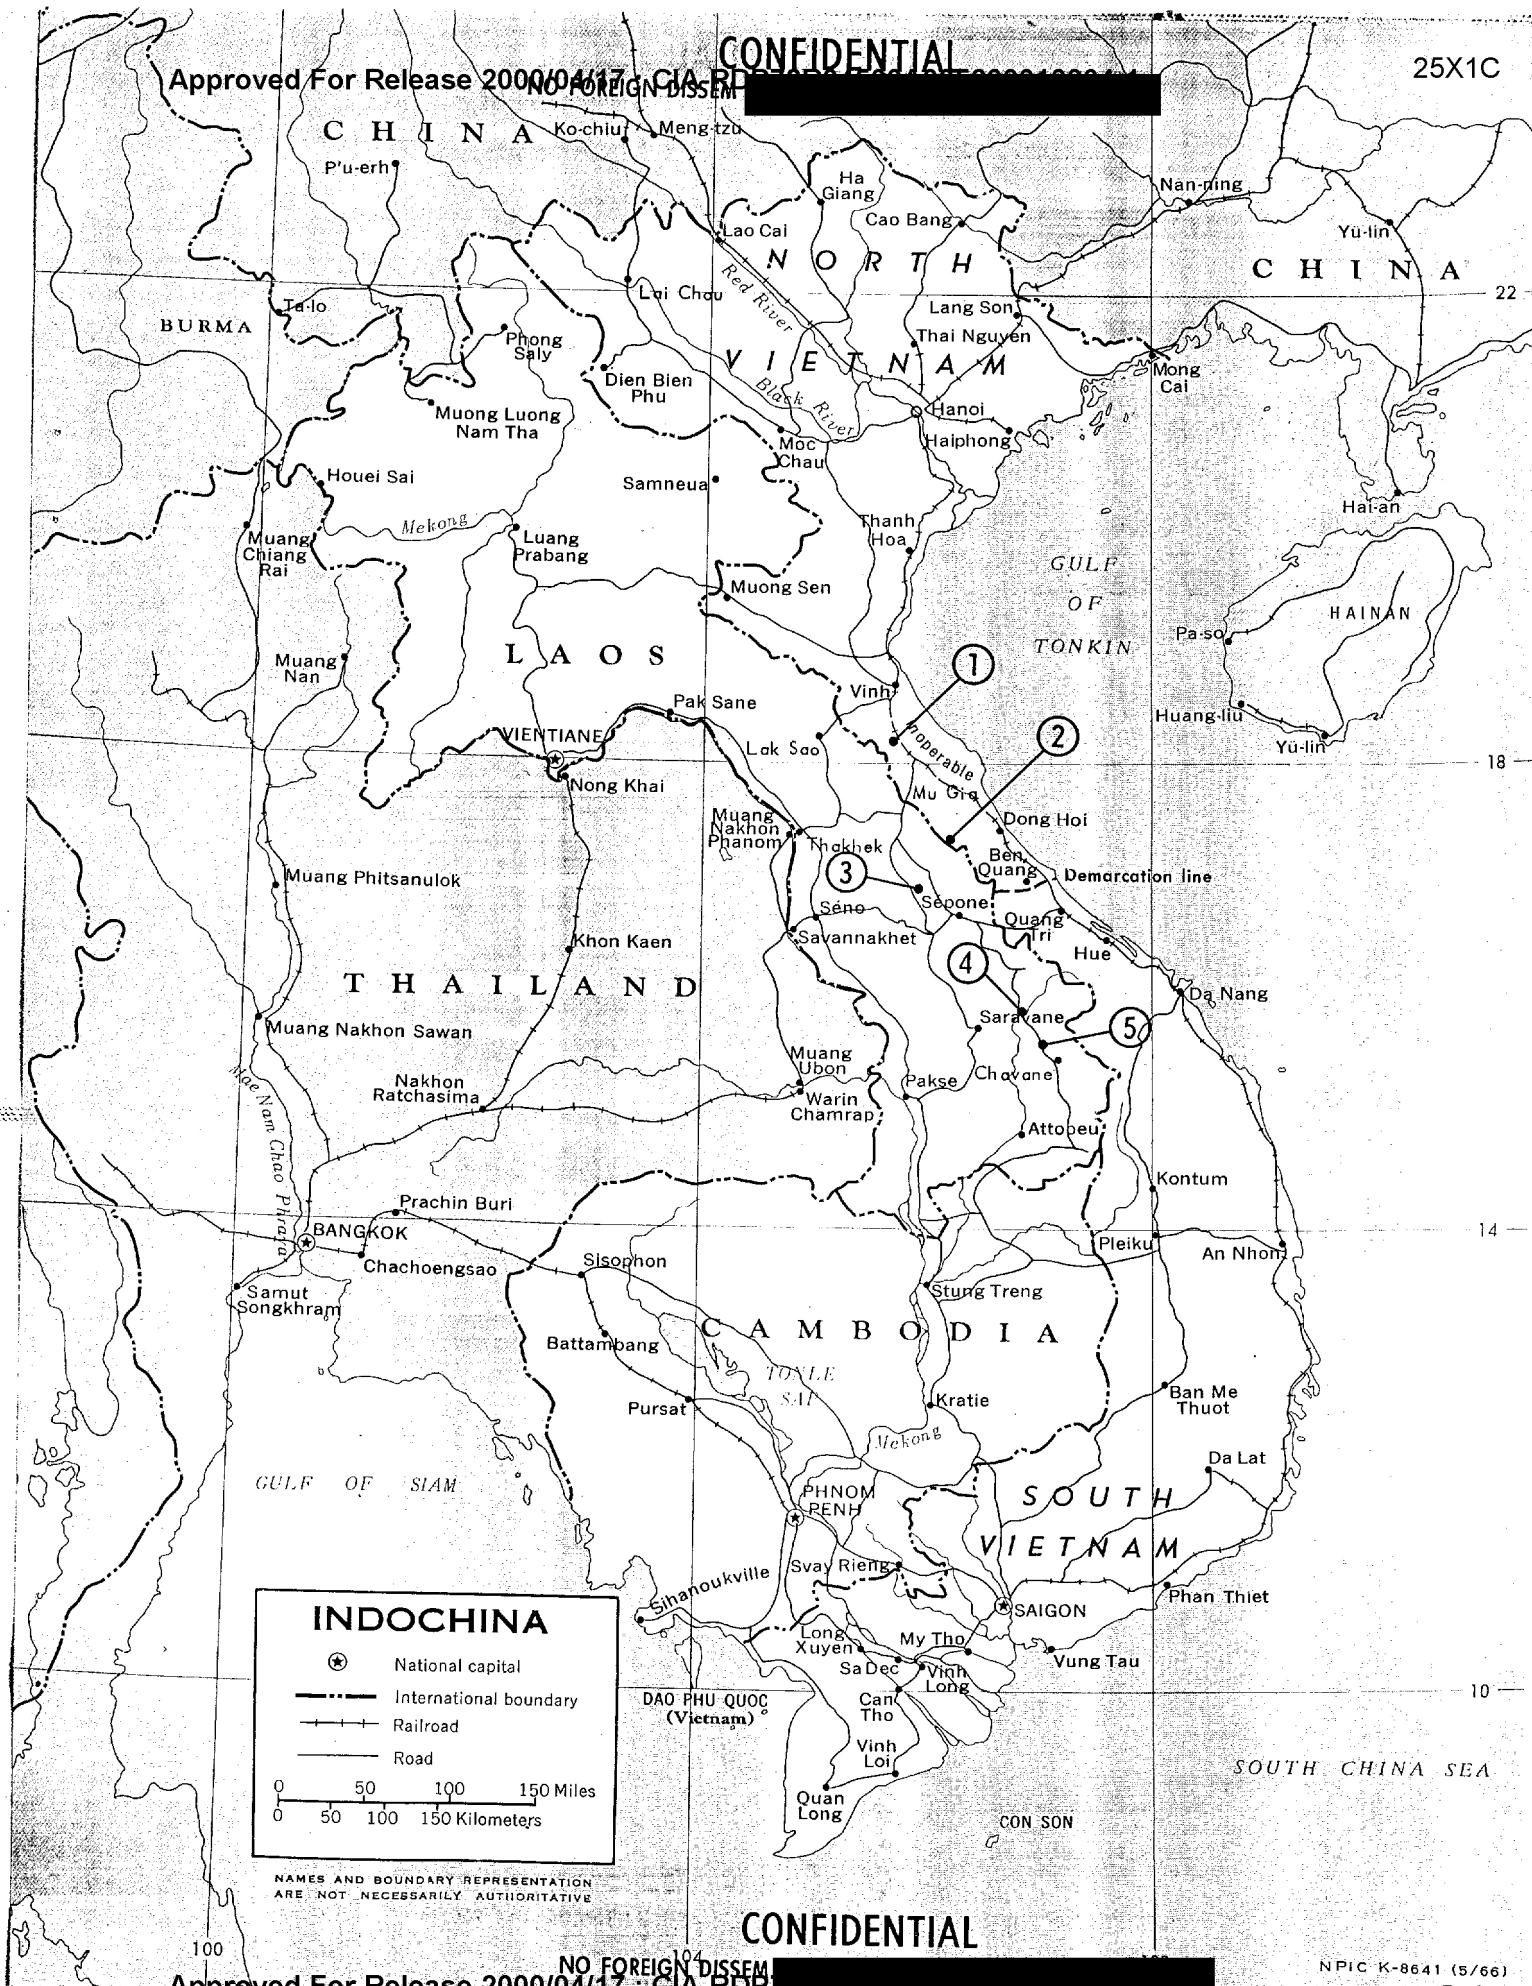 CONFIDENTIAL
25X1C
Approved For Release 2000/04/17 : CIA-RDP
NO FOREIGN DISSEM
CHINA
Ko-chiu
Meng-tzu
P'u-erh
Ha
Giang
Nan-ning
Cao Bang
Lao Cai
Yü-lin
NORTH
CHINA
Red River
Lai Chau
22
Ta-lo
Lang Son
BURMA
Phong
Saly
Thai Nguyen
VIETNAM
Mong
Cai
Dien Bien
Phu
Black River
Muong Luong
Nam Tha
Hanoi
Haiphong
Moc
Chau
Houei Sai
Samneua
Hai-an
Mekong
Thanh
Hoa
Muang
Chiang
Rai
Luang
Prabang
GULF
OF
TONKIN
Muong Sen
HAINAN
Pa-so
LAOS
Muang
Nan
1
Vinh
Pak Sane
Huang-liu
VIENTIANE
Lak Sao
Inoperable
2
Yü-lin
18
Nong Khai
Mu Gia
Muang
Nakhon
Phanom
Dong Hoi
Thakhek
Ben
Quang
3
Demarcation line
Muang Phitsanulok
Sépone
Séno
Quang
Tri
Khon Kaen
Savannakhet
Hue
4
THAILAND
Da Nang
Saravane
5
Muang Nakhon Sawan
Muang
Ubon
Mae Nam Chao Phraya
Nakhon
Ratchasima
Pakse
Chavane
Warin
Chamrap
Attopeu
Kontum
Prachin Buri
BANGKOK
14
Pleiku
An Nhon
Chachoengsao
Sisophon
Samut
Songkhram
Stung Treng
CAMBODIA
Battambang
TONLE
SAP
Pursat
Kratie
Ban Me
Thuot
Mekong
Da Lat
GULF OF SIAM
PHNOM
PENH
SOUTH
VIETNAM
Svay Rieng
Sihanoukville
Phan Thiet
SAIGON
Long
Xuyen
My Tho
Vung Tau
Sa Dec
Vinh
Long
DAO PHU QUOC
(Vietnam)
Can
Tho
10
Vinh
Loi
SOUTH CHINA SEA
Quan
Long
CON SON
INDOCHINA
National capital
International boundary
Railroad
Road
0 50 100 150 Miles
0 50 100 150 Kilometers
NAMES AND BOUNDARY REPRESENTATION
ARE NOT NECESSARILY AUTHORITATIVE
CONFIDENTIAL
100
104
NO FOREIGN DISSEM
NPIC K-8641 (5/66)
Approved For Release 2000/04/17 : CIA-RDP